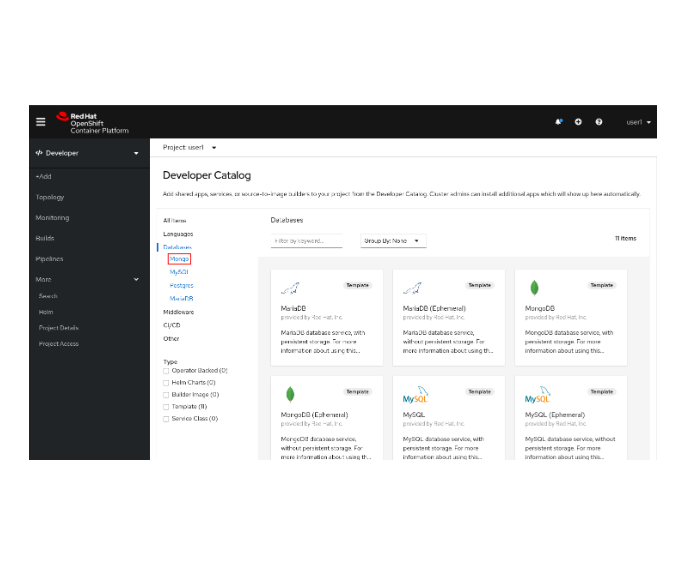 Red Hat
OpenShift
Container Platform
user1
</> Developer
Project: user1
+Add
Topology
Monitoring
Builds
Pipelines
More
Search
Helm
Project Details
Project Access
Developer Catalog
Add shared apps, services, or source-to-image builders to your project from the Developer Catalog. Cluster admins can install additional apps which will show up here automatically.
All Items
Languages
Databases
Mongo
MySQL
Postgres
MariaDB
Middleware
CI/CD
Other
Type
Operator Backed (0)
Helm Charts (0)
Builder Image (0)
Template (11)
Service Class (0)
Databases
Filter by keyword...
Group By: None
11 items
Template
MariaDB
provided by Red Hat, Inc.
MariaDB database service, with
persistent storage. For
more information about using this...
Template
MariaDB (Ephemeral)
provided by Red Hat, Inc.
MariaDB database service,
without persistent storage. For
more information about using th...
Template
MongoDB
provided by Red Hat, Inc.
MongoDB database service, with
persistent storage. For more
information about using this...
Template
MongoDB (Ephemeral)
provided by Red Hat, Inc.
MongoDB database service,
without persistent storage. For
more information about using th...
MySQL
Template
MySQL
provided by Red Hat, Inc.
MySQL database service, with
persistent storage. For more
information about using this...
MySQL
Template
MySQL (Ephemeral)
provided by Red Hat, Inc.
MySQL database service, without
persistent storage. For more
information about using this...